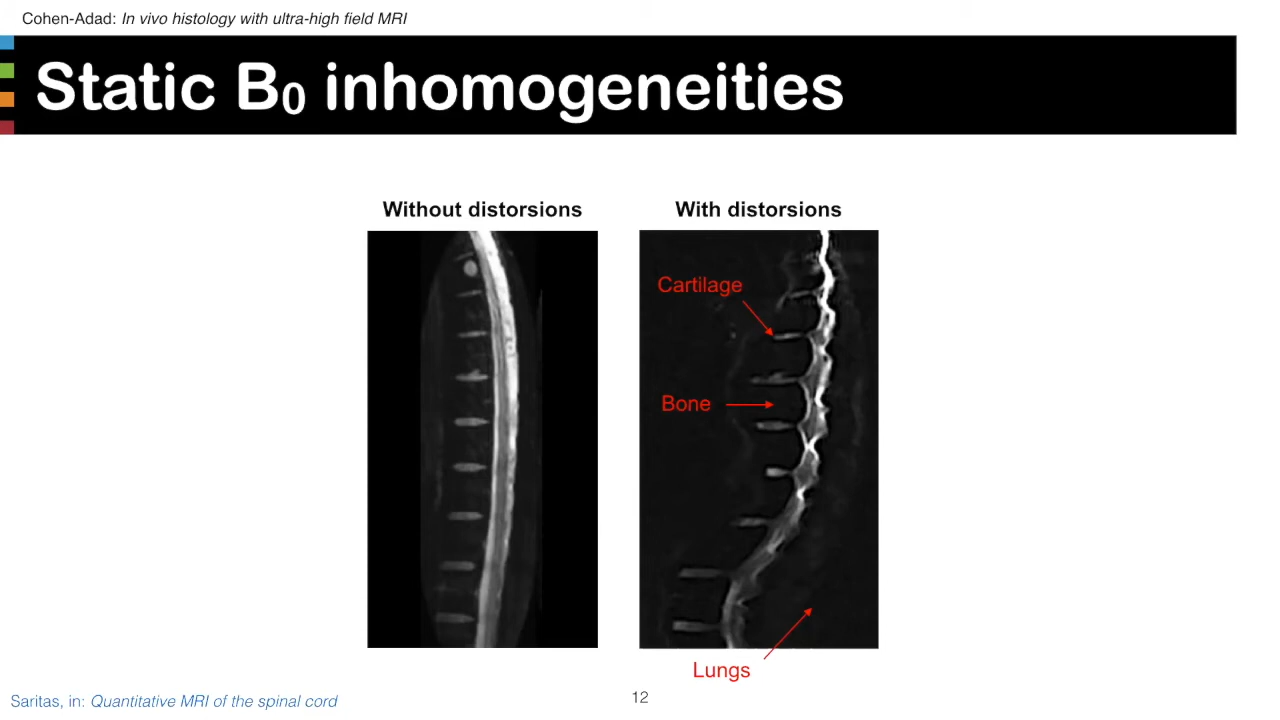 Cohen-Adad: In vivo histology with ultra-high field MRI
Static B₀ inhomogeneities
Without distorsions
With distorsions
Cartilage
Bone
Lungs
Saritas, in: Quantitative MRI of the spinal cord
12